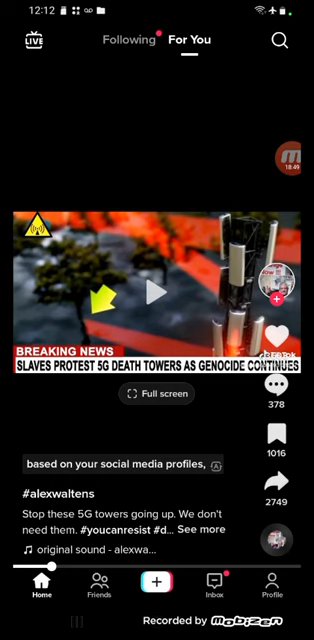 12:12
LIVE
Following
For You
18:49
BREAKING NEWS
SLAVES PROTEST 5G DEATH TOWERS AS GENOCIDE CONTINUES
378
Full screen
1016
based on your social media profiles,
2749
#alexwaltens
Stop these 5G towers going up. We don't
need them. #youcanresist #d... See more
original sound - alexwa...
Home
Friends
Inbox
Profile
Recorded by mobizen